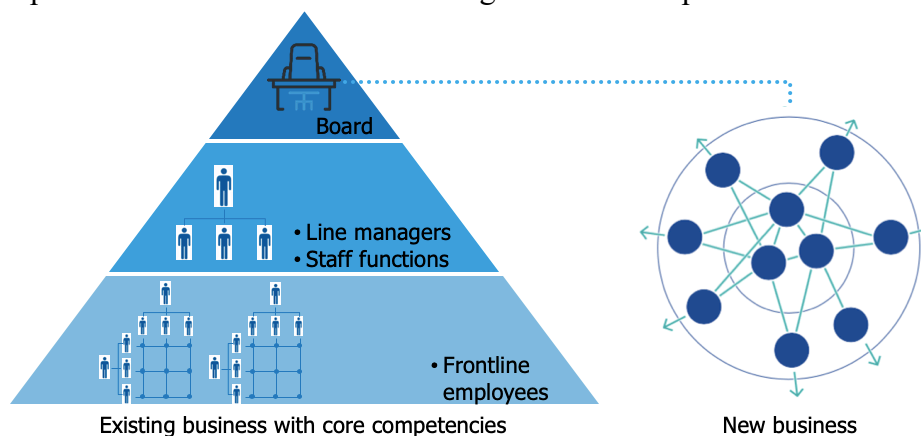 Board
• Line managers
• Staff functions
• Frontline
employees
Existing business with core competencies
New business